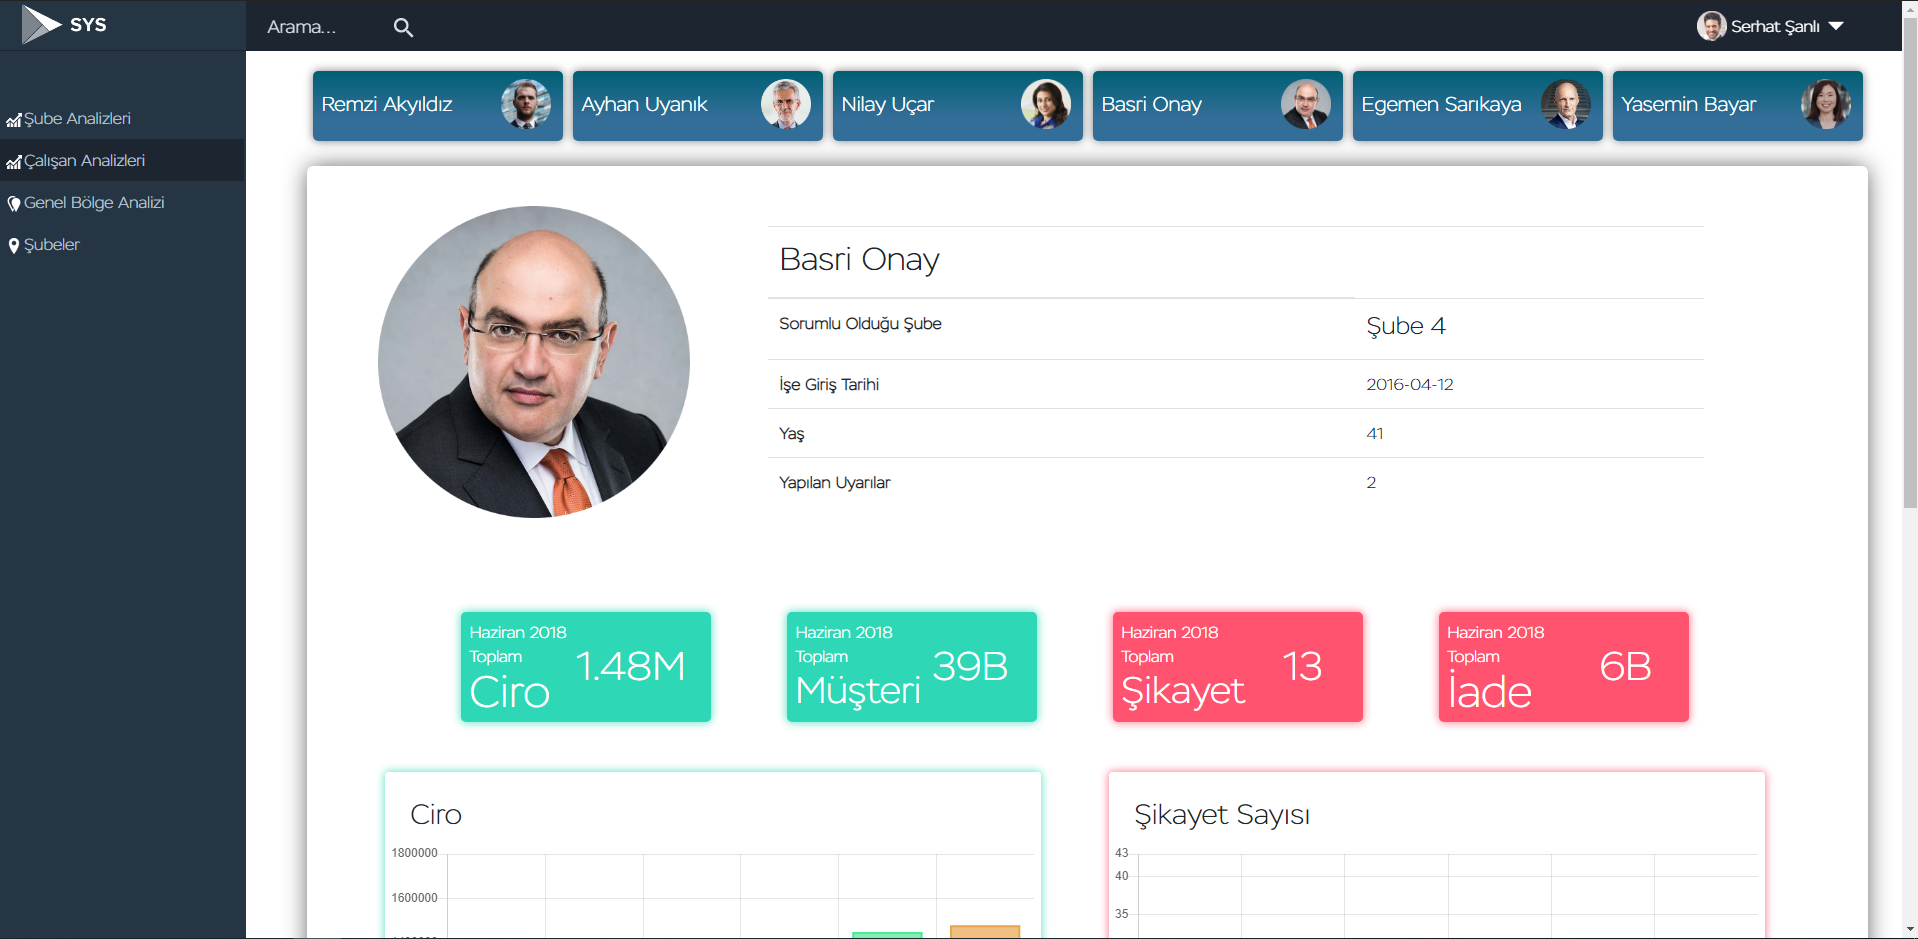 SYS
Arama...
Serhat Şanlı
Şube Analizleri
Çalışan Analizleri
Genel Bölge Analizi
Şubeler
Remzi Akyıldız
Ayhan Uyanık
Nilay Uçar
Basri Onay
Egemen Sarıkaya
Yasemin Bayar
Basri Onay
Sorumlu Olduğu Şube Şube 4
İşe Giriş Tarihi 2016-04-12
Yaş 41
Yapılan Uyarılar 2
Haziran 2018
Toplam
Ciro 1.48M
Haziran 2018
Toplam
Müşteri 39B
Haziran 2018
Toplam
Şikayet 13
Haziran 2018
Toplam
İade 6B
Ciro
1800000
1600000
Şikayet Sayısı
43
40
35